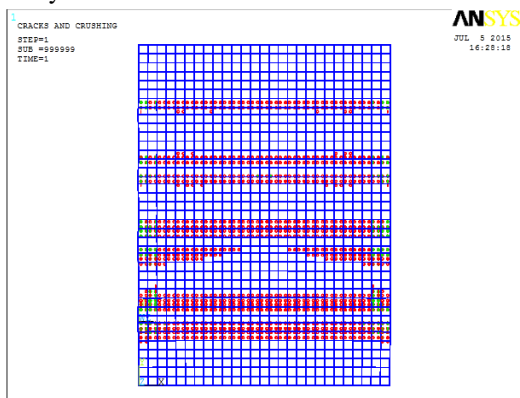 1
CRACKS AND CRUSHING
STEP=1
SUB =999999
TIME=1
ANSYS
JUL 5 2015
16:28:18
X